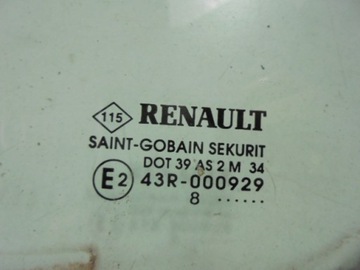 115 RENAULT
SAINT-GOBAIN SEKURIT
DOT 39 AS 2 M 34
E2 43R-000929
8 ......